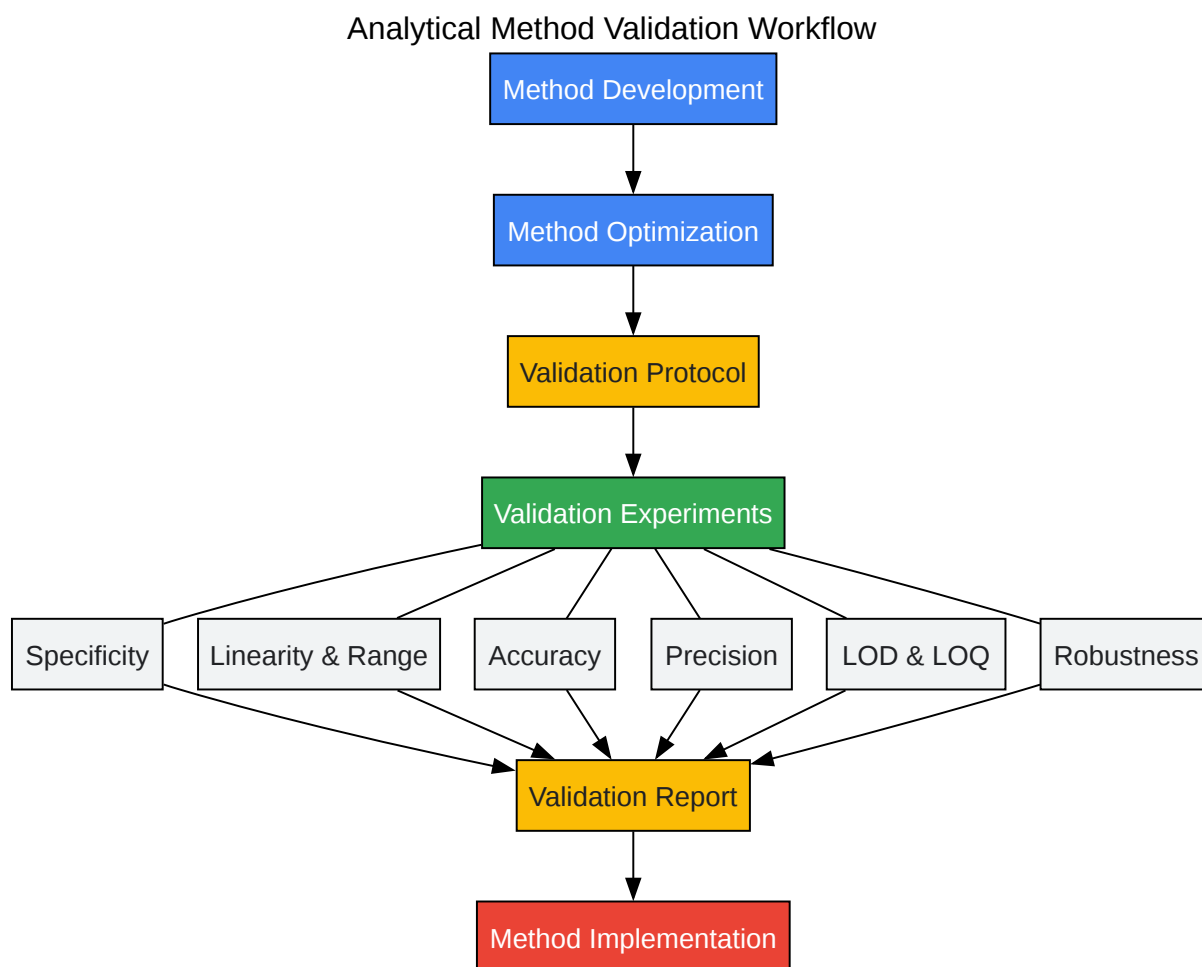 Analytical Method Validation Workflow
Method Development
Method Optimization
Validation Protocol
Validation Experiments
Specificity
Linearity & Range
Accuracy
Precision
LOD & LOQ
Robustness
Validation Report
Method Implementation